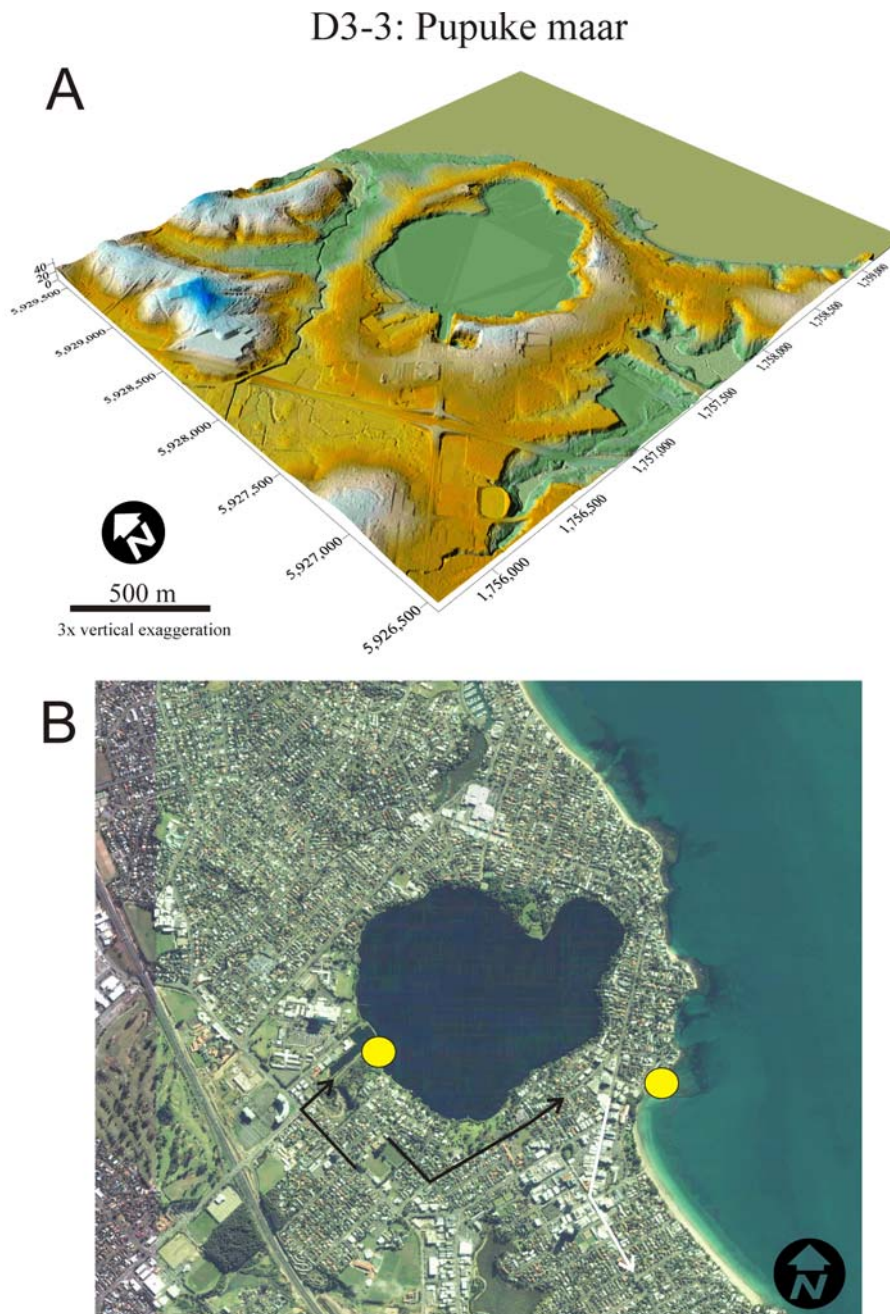 D3-3: Pupuke maar
A
40
20
0
5,929,500
5,929,000
5,928,500
5,928,000
5,927,500
5,927,000
5,926,500
1,759,000
1,758,500
1,758,000
1,757,500
1,757,000
1,756,500
1,756,000
N
500 m
3x vertical exaggeration
B
N